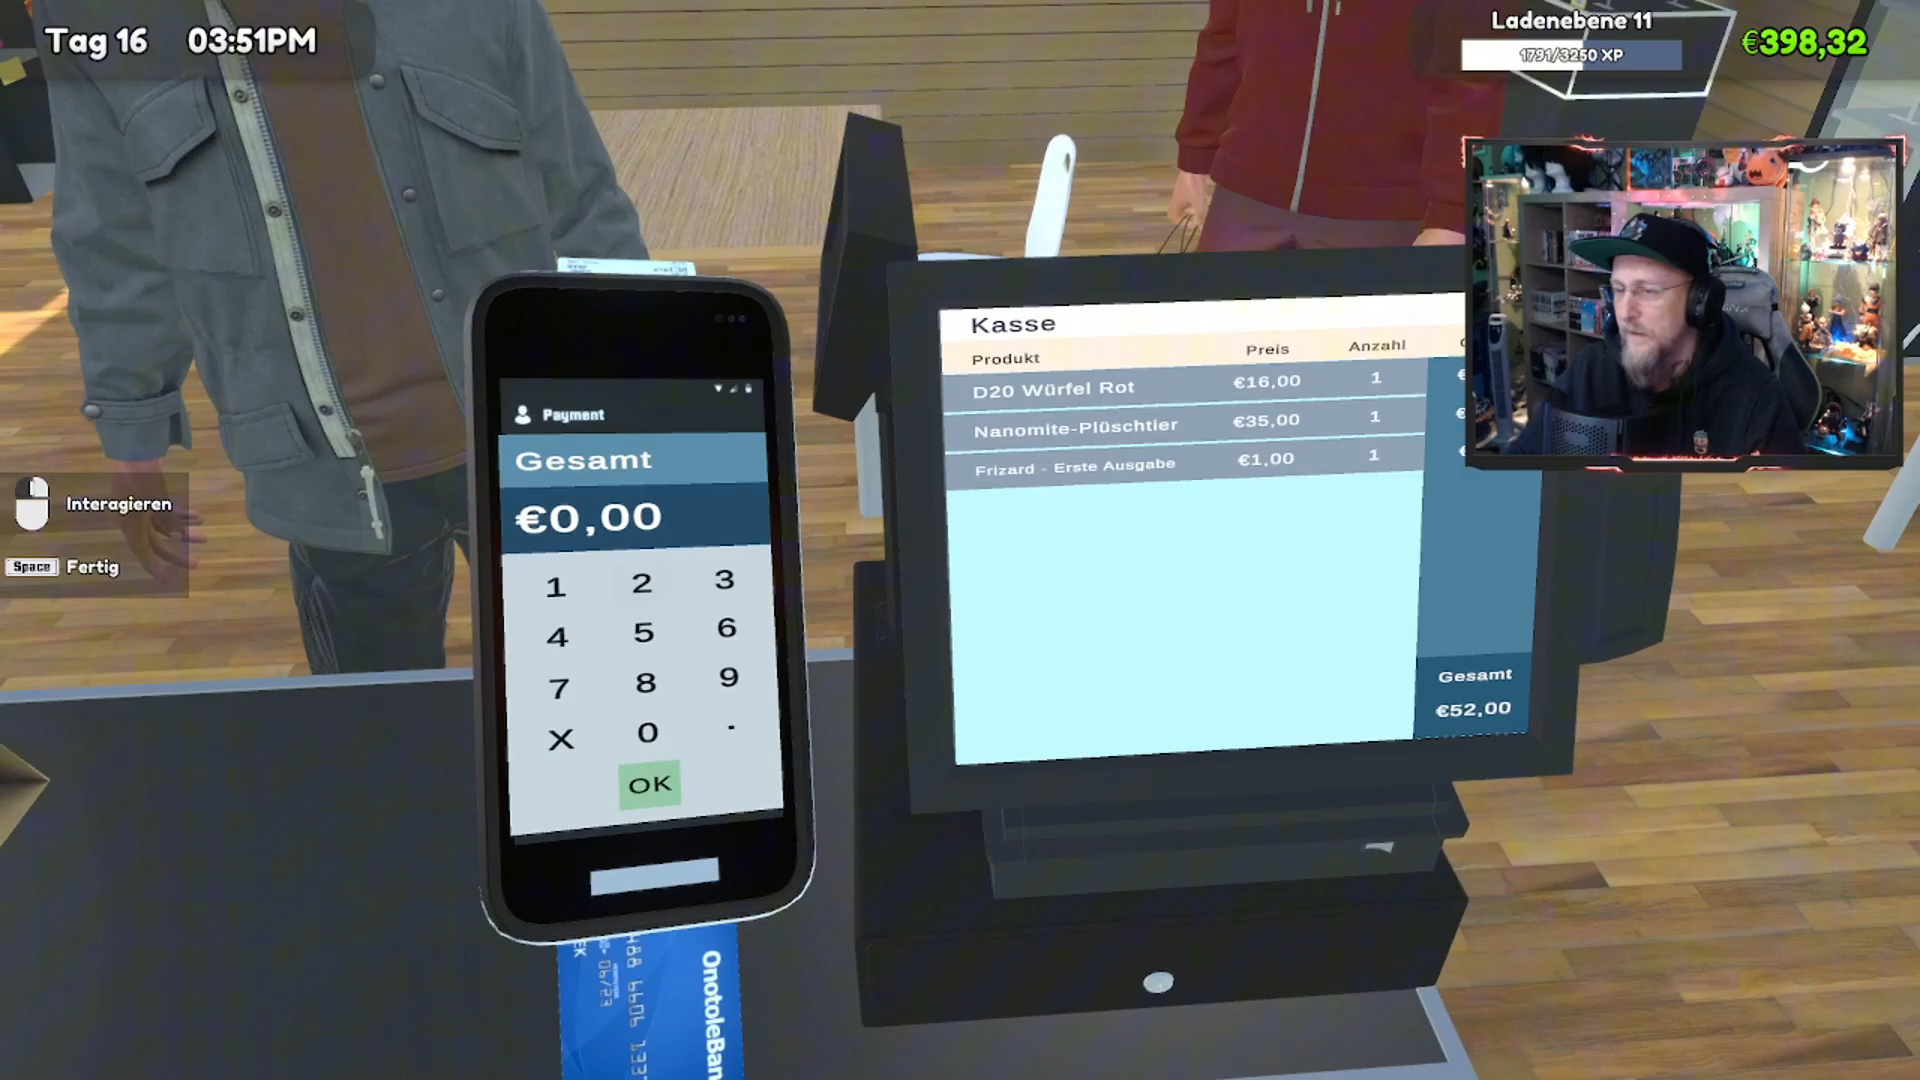 Tag 16 03:51PM
Ladenebene 11
1791/3250 XP
€398,32
Interagieren
Space Fertig
Payment
Gesamt
€0,00
1 2 3
4 5 6
7 8 9
X 0 .
OK
Kasse
Produkt Preis Anzahl
D20 Würfel Rot €16,00 1 €
Nanomite-Plüschtier €35,00 1 €
Frizard - Erste Ausgabe €1,00 1 €
Gesamt
€52,00
OnotoleBan